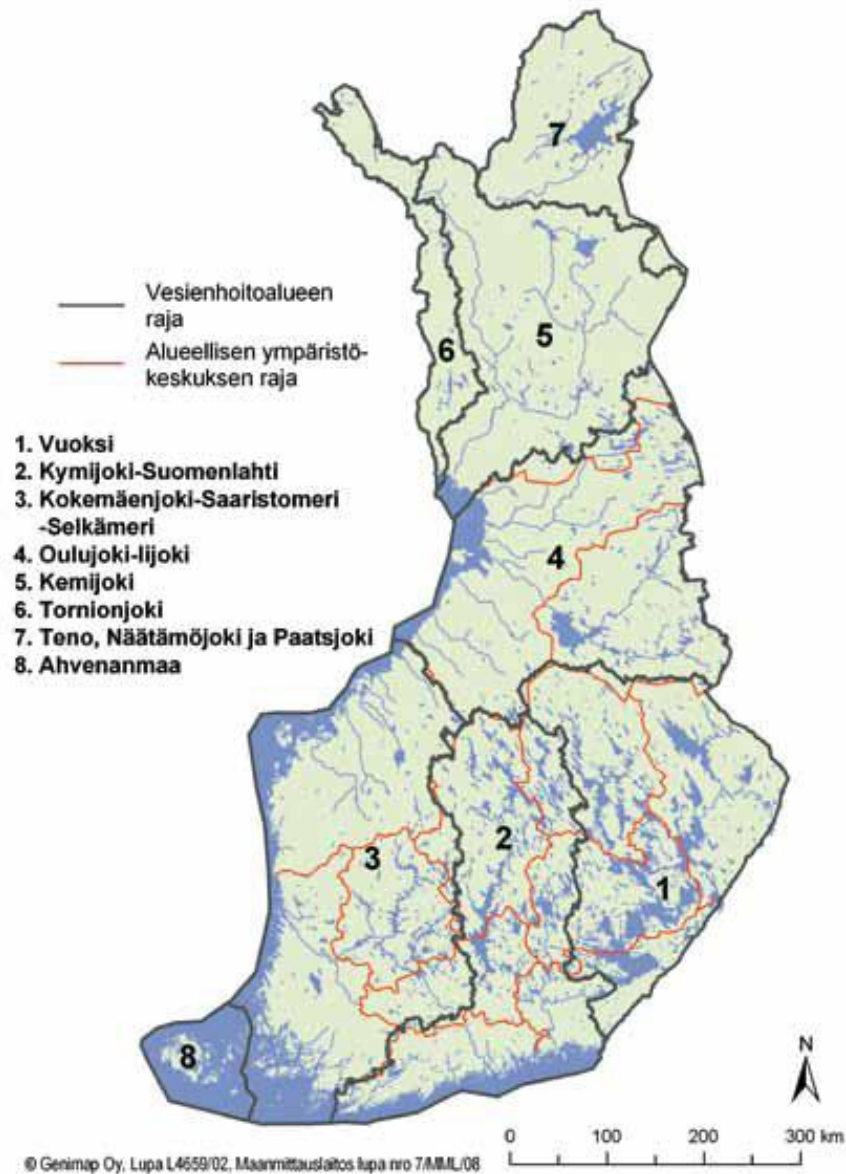 7
Vesienhoitoalueen
raja
Alueellisen ympäristö-
keskuksen raja
6
5
1. Vuoksi
2. Kymijoki-Suomenlahti
3. Kokemäenjoki-Saaristomeri
-Selkämeri
4. Oulujoki-Iijoki
5. Kemijoki
6. Tornionjoki
7. Teno, Näätämöjoki ja Paatsjoki
8. Ahvenanmaa
4
2
3
1
8
N
0 100 200 300 km
© Genimap Oy, Lupa L4659/02, Maanmittauslaitos lupa nro 7/MML/08